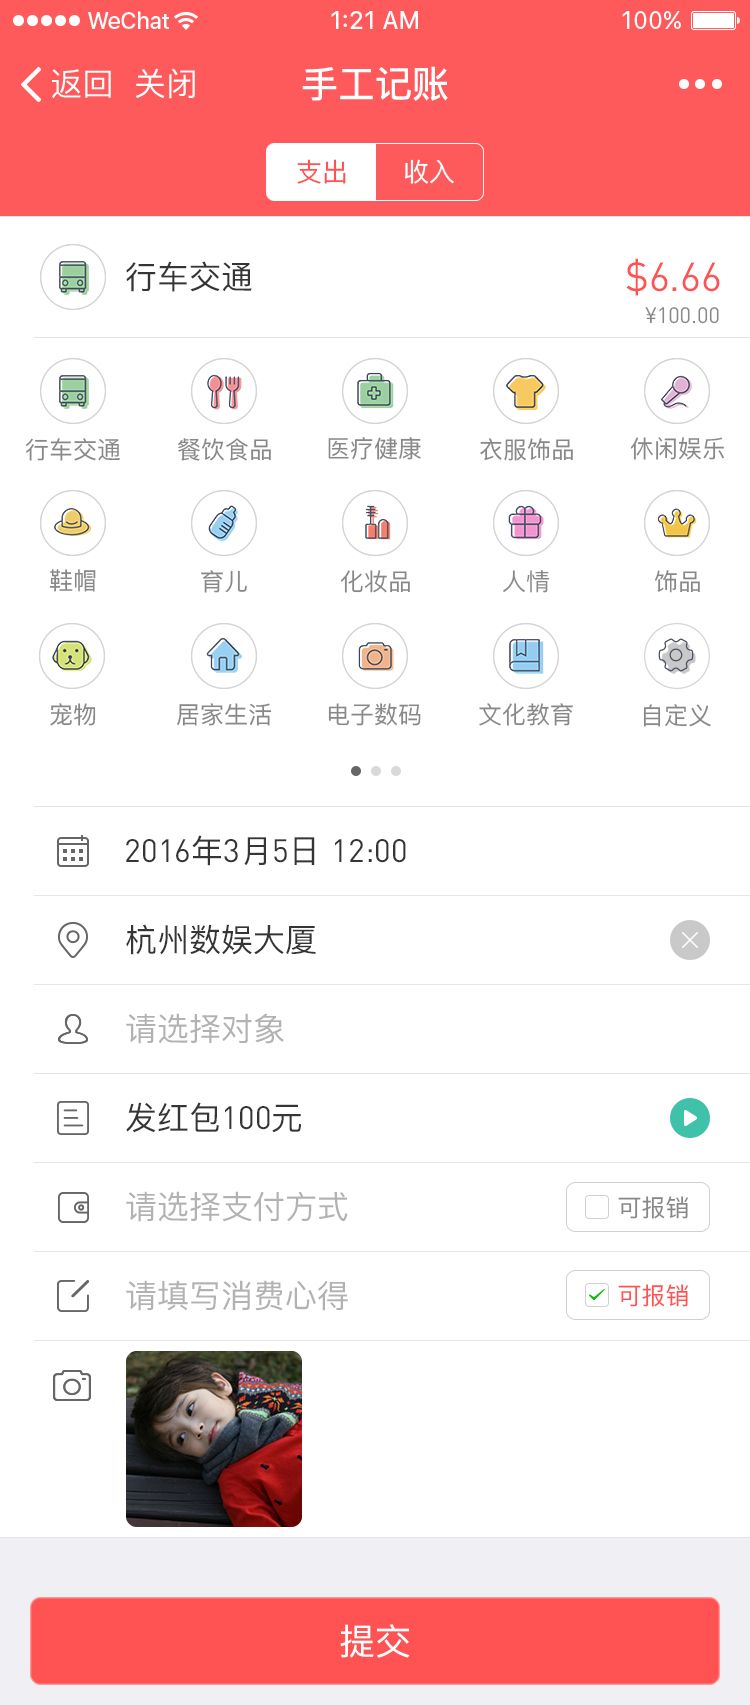 WeChat 1:21 AM 100%
返回 关闭 手工记账
支出 收入
行车交通 $6.66
¥100.00
行车交通 餐饮食品 医疗健康 衣服饰品 休闲娱乐
鞋帽 育儿 化妆品 人情 饰品
宠物 居家生活 电子数码 文化教育 自定义
2016年3月5日 12:00
杭州数娱大厦
请选择对象
发红包100元
请选择支付方式 可报销
请填写消费心得 可报销
提交